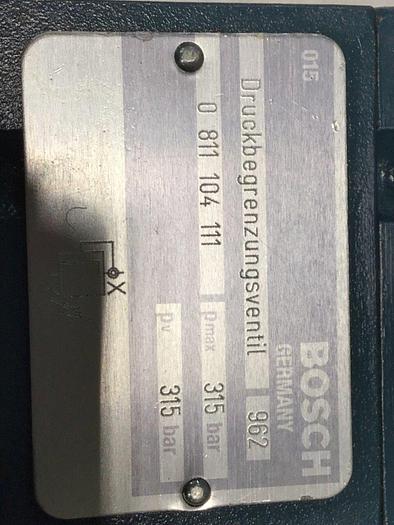 015
BOSCH
GERMANY
Druckbegrenzungsventil 962
0 811 104 111 pmax 315 bar
pv 315 bar
X